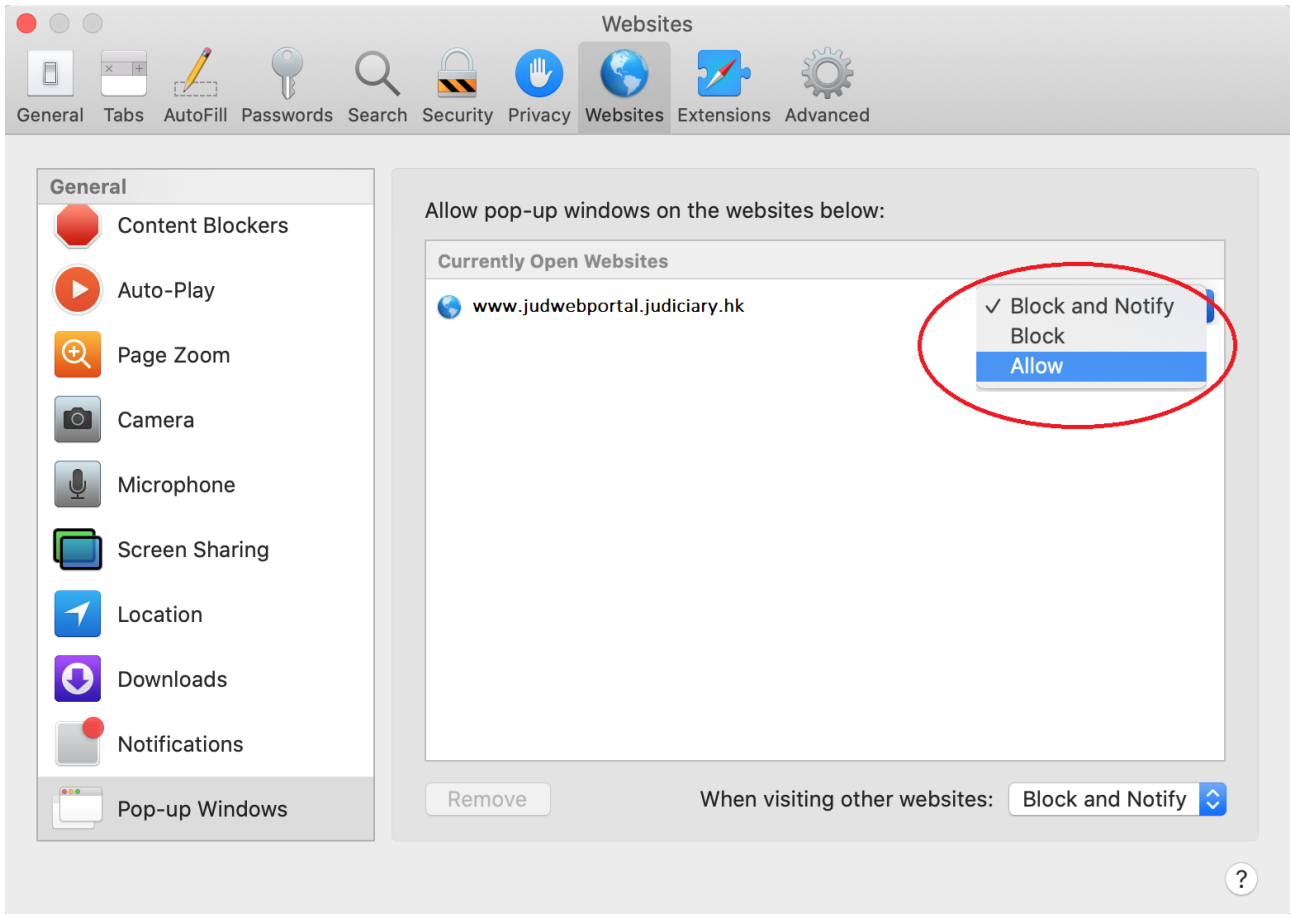 Websites
General Tabs AutoFill Passwords Search Security Privacy Websites Extensions Advanced
General
Content Blockers
Auto-Play
Page Zoom
Camera
Microphone
Screen Sharing
Location
Downloads
Notifications
Pop-up Windows
Allow pop-up windows on the websites below:
Currently Open Websites
www.judwebportal.judiciary.hk
✓ Block and Notify
Block
Allow
Remove
When visiting other websites: Block and Notify
?